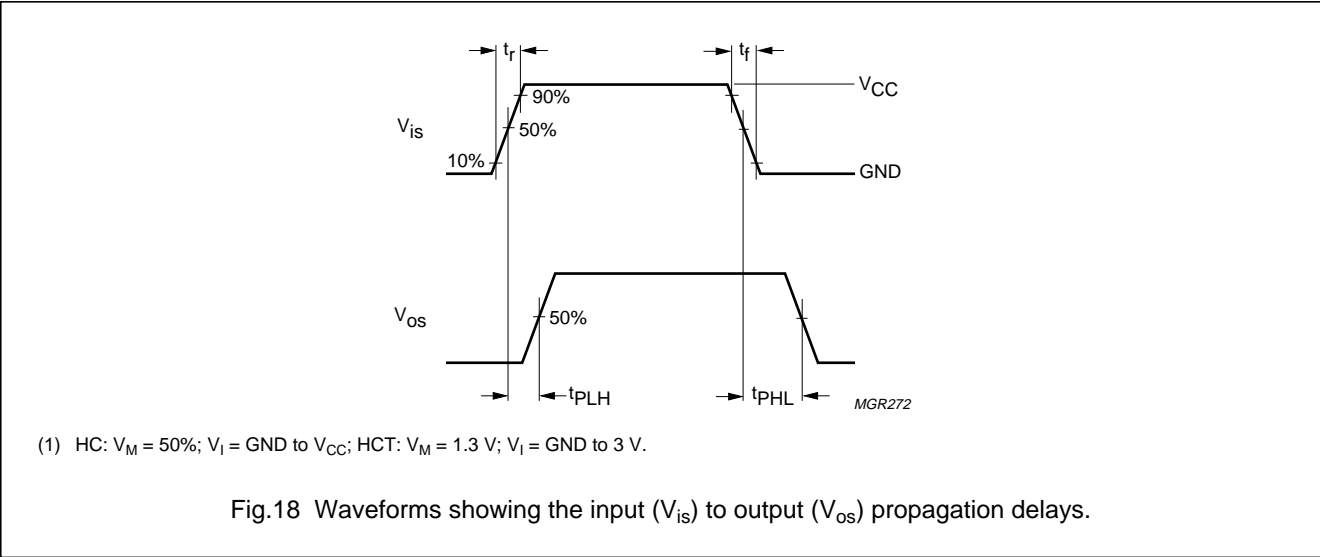 tr
tf
VCC
90%
Vis
50%
10%
GND
Vos
50%
tPLH
tPHL
MGR272
(1) HC: VM = 50%; VI = GND to VCC; HCT: VM = 1.3 V; VI = GND to 3 V.
Fig.18 Waveforms showing the input (Vis) to output (Vos) propagation delays.